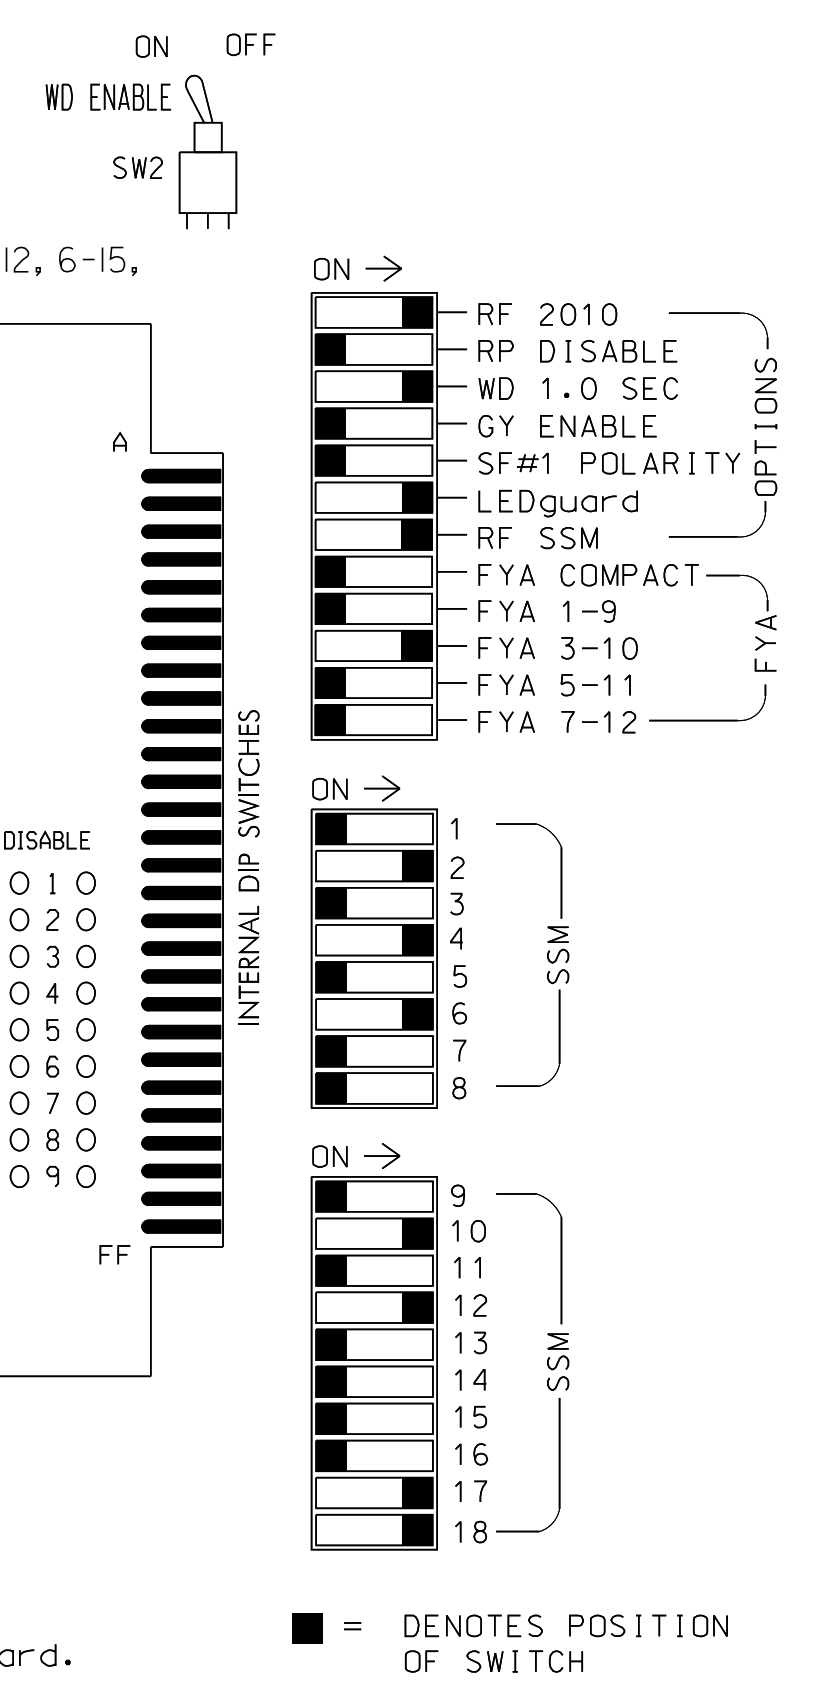 ON OFF
WD ENABLE
SW2
12, 6-15,
ON →
RF 2010
RP DISABLE
WD 1.0 SEC
GY ENABLE
SF#1 POLARITY
LEDguard
RF SSM
OPTIONS
FYA COMPACT
FYA 1-9
FYA 3-10
FYA 5-11
FYA 7-12
FYA
A
FF
INTERNAL DIP SWITCHES
DISABLE
1
2
3
4
5
6
7
8
9
ON →
1
2
3
4
5
6
7
8
SSM
ON →
9
10
11
12
13
14
15
16
17
18
SSM
= DENOTES POSITION
OF SWITCH
ard.